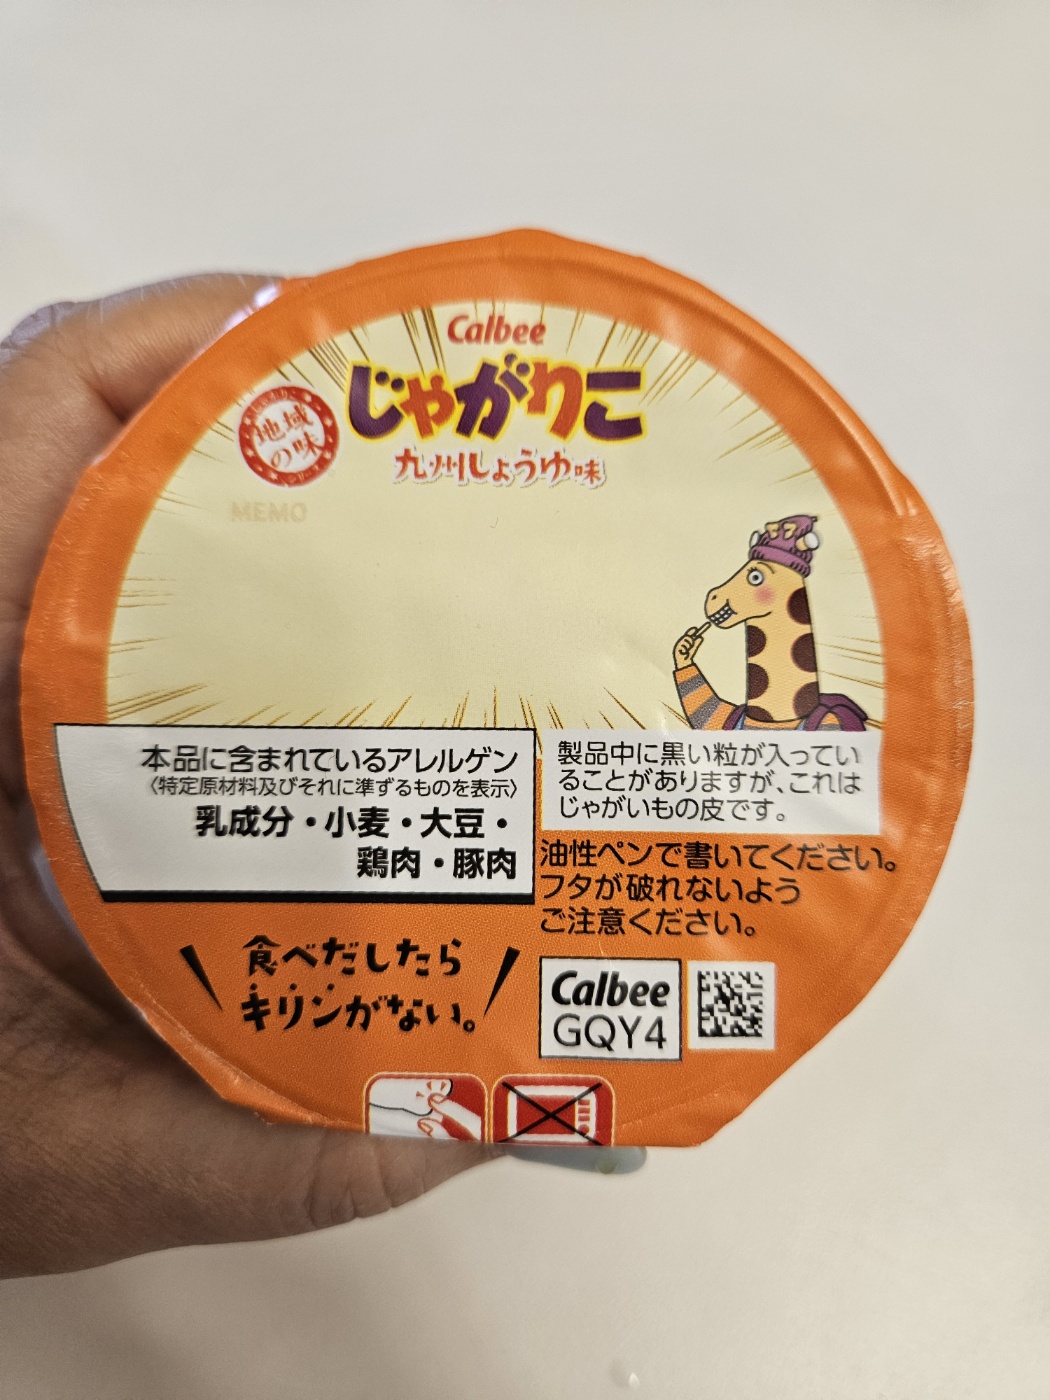 Calbee
じゃがりこ
地域
の味
九州しょうゆ味
MEMO
本品に含まれているアレルゲン
〈特定原材料及びそれに準ずるものを表示〉
乳成分・小麦・大豆・
鶏肉・豚肉
製品中に黒い粒が入ってい
ることがありますが、これは
じゃがいもの皮です。
油性ペンで書いてください。
フタが破れないよう
ご注意ください。
食べだしたら
キリンがない。
Calbee
GQY4